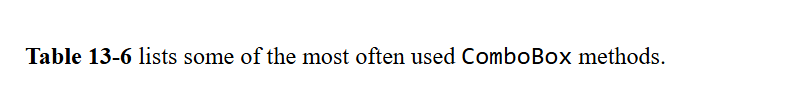 Table 13-6 lists some of the most often used ComboBox methods.